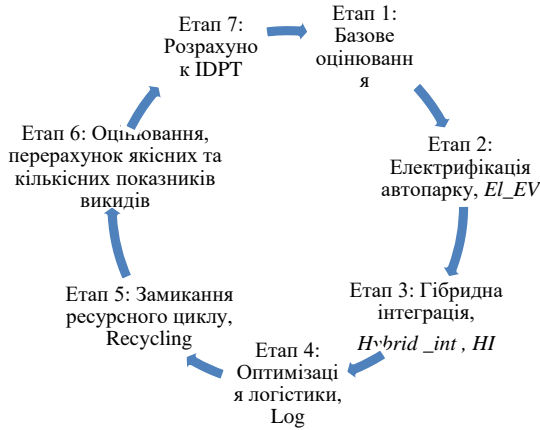 Етап 1:
Базове
оцінюванн
я
Етап 2:
Електрифікація
автопарку, El_EV
Етап 3: Гібридна
інтеграція,
Hybrid _int , HI
Етап 4:
Оптимізаці
я логістики,
Log
Етап 5: Замикання
ресурсного циклу,
Recycling
Етап 6: Оцінювання,
перерахунок якісних та
кількісних показників
викидів
Етап 7:
Розрахуно
к IDPT